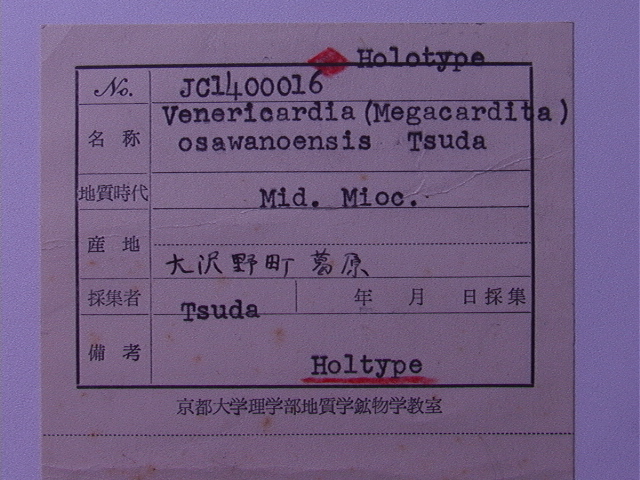 Holotype
No. JC1400016
名称 Venericardia (Megacardita)
osawanoensis Tsuda
地質時代 Mid. Mioc.
産地 大沢野町 葛原
採集者 Tsuda 年 月 日採集
備考 Holtype
京都大学理学部地質学鉱物学教室